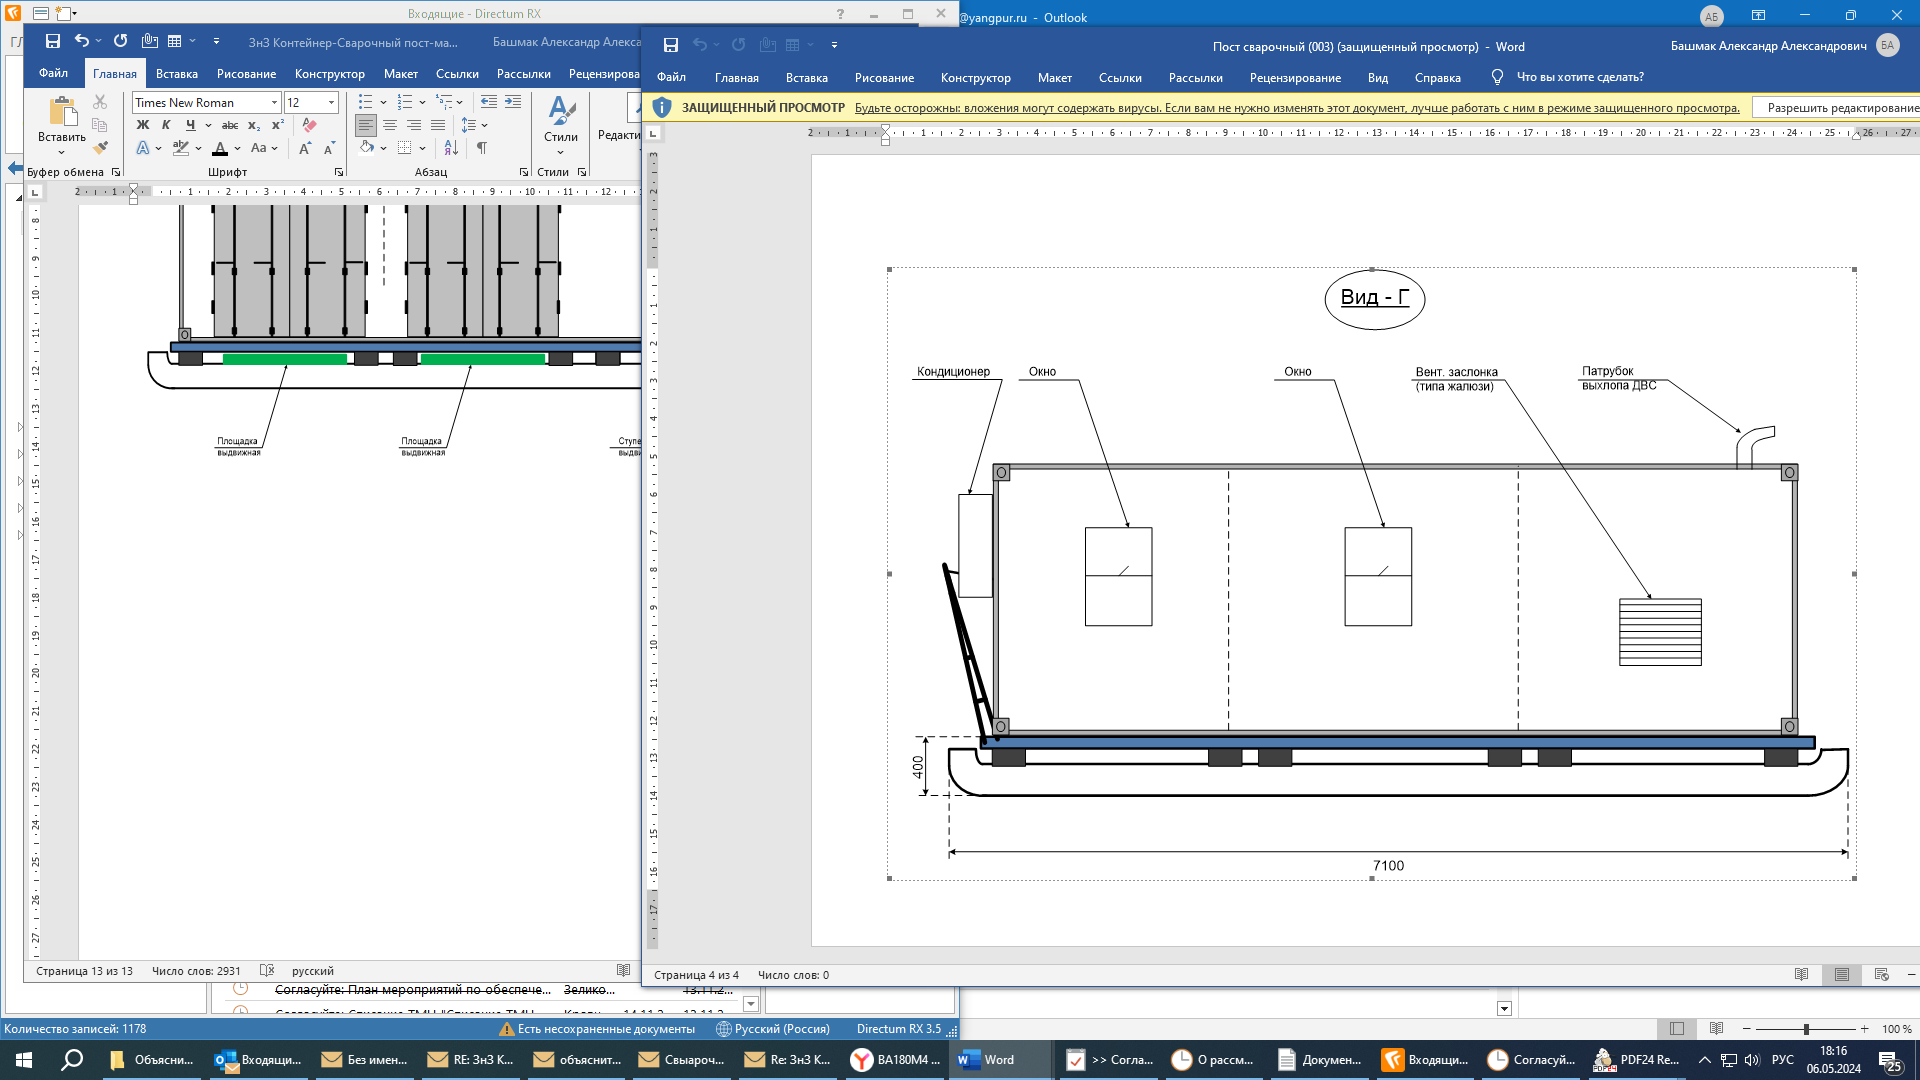 Входящие - Directum RX
@yangpur.ru - Outlook
АБ
ЗнЗ Контейнер-Сварочный пост-ма...
Башмак Александр Алекса
Файл
Главная
Вставка
Рисование
Конструктор
Макет
Ссылки
Рассылки
Рецензирова
Вставить
Буфер обмена
Times New Roman
12
Шрифт
Абзац
Стили
Стили
Редакти
Площадка
выдвижная
Площадка
выдвижная
Ступе
выдви
Страница 13 из 13
Число слов: 2931
русский
Пост сварочный (003) (защищенный просмотр) - Word
Башмак Александр Александрович
БА
Файл
Главная
Вставка
Рисование
Конструктор
Макет
Ссылки
Рассылки
Рецензирование
Вид
Справка
Что вы хотите сделать?
ЗАЩИЩЕННЫЙ ПРОСМОТР
Будьте осторожны: вложения могут содержать вирусы. Если вам не нужно изменять этот документ, лучше работать с ним в режиме защищенного просмотра.
Разрешить редактирование
Вид - Г
Кондиционер
Окно
Окно
Вент. заслонка
(типа жалюзи)
Патрубок
выхлопа ДВС
400
7100
Страница 4 из 4
Число слов: 0
Согласуйте: План мероприятий по обеспече...
Зелико...
13.11.2...
Количество записей: 1178
Есть несохраненные документы
Русский (Россия)
Directum RX 3.5
100 %
Объясни...
Входящи...
Без имен...
RE: ЗнЗ К...
объяснит...
Свыароч...
Re: ЗнЗ К...
ВА180М4 ...
Word
>> Согла...
О рассм...
Докумен...
Входящи...
Согласуй...
PDF24 Re...
РУС
18:16
06.05.2024
25